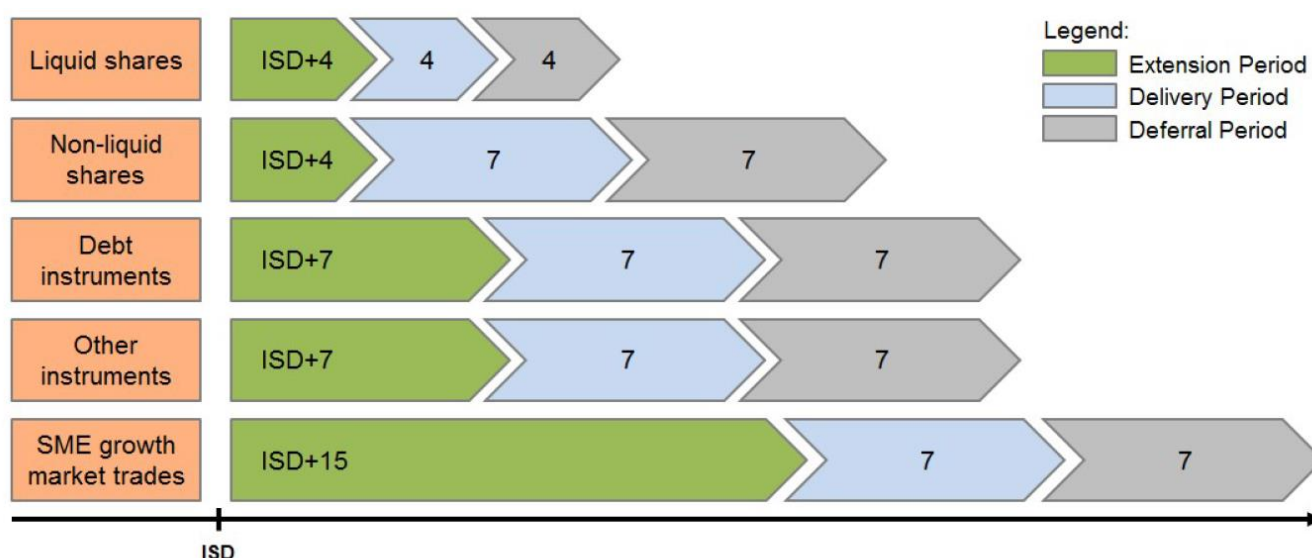 Liquid shares
ISD+4
4
4
Legend:
Extension Period
Delivery Period
Deferral Period
Non-liquid
shares
ISD+4
7
7
Debt
instruments
ISD+7
7
7
Other
instruments
ISD+7
7
7
SME growth
market trades
ISD+15
7
7
ISD